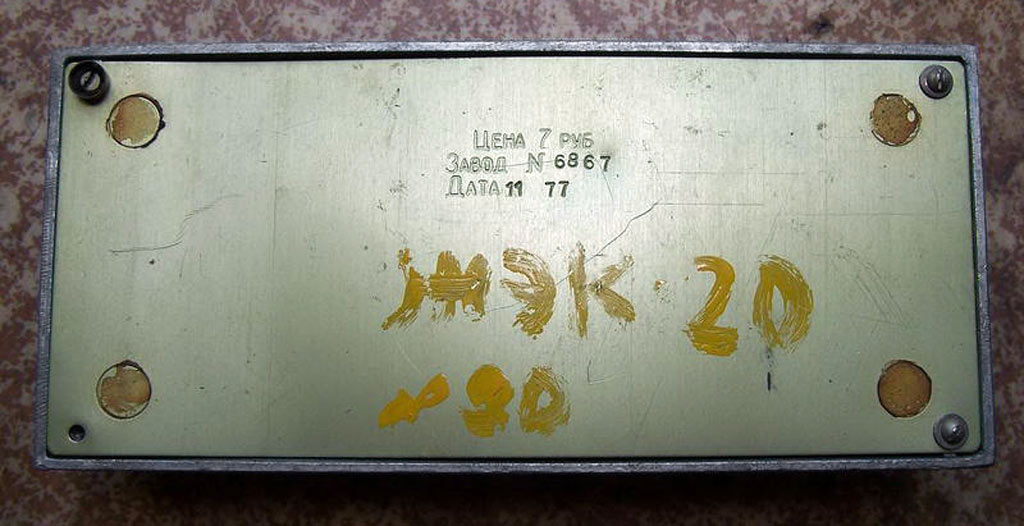 ЦЕНА 7 РУБ
ЗАВОД N 6867
ДАТА 11 77
ЖЭК·20